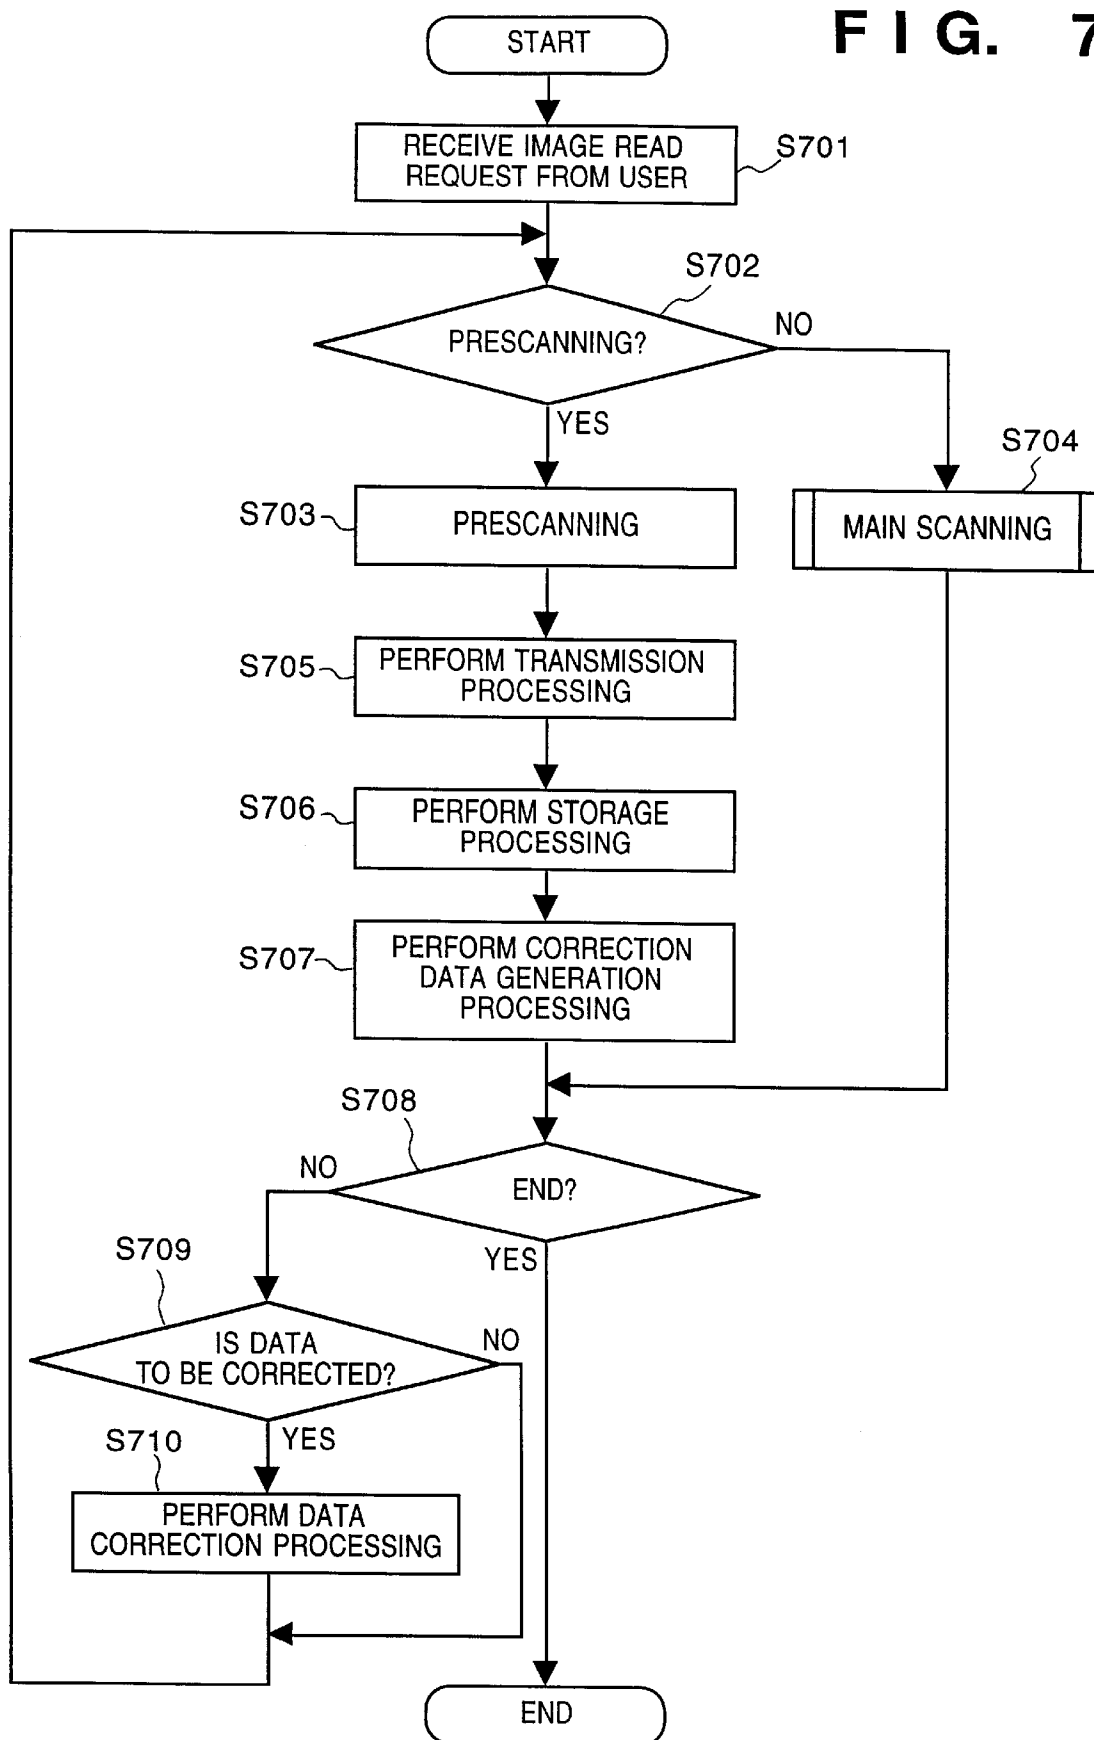 FIG. 7
START
RECEIVE IMAGE READ
REQUEST FROM USER
S701
S702
PRESCANNING?
NO
YES
S704
S703
PRESCANNING
MAIN SCANNING
S705
PERFORM TRANSMISSION
PROCESSING
S706
PERFORM STORAGE
PROCESSING
S707
PERFORM CORRECTION
DATA GENERATION
PROCESSING
S708
NO
END?
YES
S709
IS DATA
TO BE CORRECTED?
NO
YES
S710
PERFORM DATA
CORRECTION PROCESSING
END